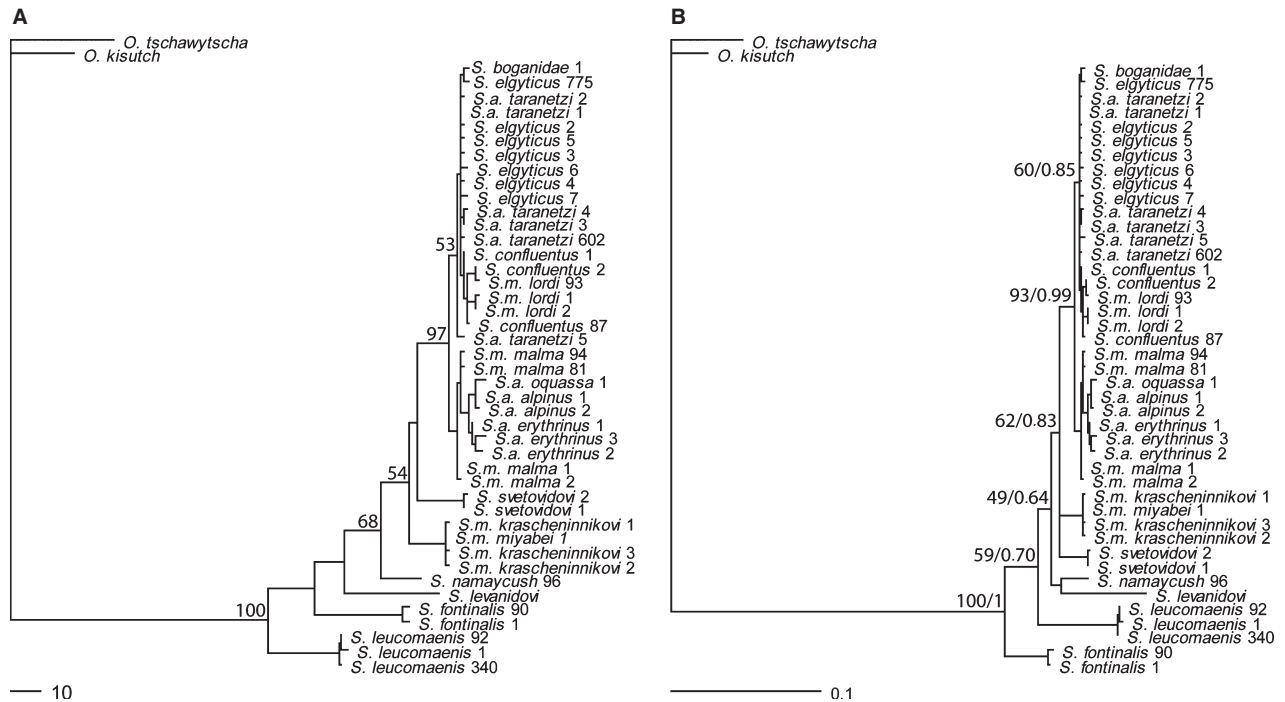 A
O. tschawytscha
O. kisutch
S. boganidae 1
S. elgyticus 775
S.a. taranetzi 2
S.a. taranetzi 1
S. elgyticus 2
S. elgyticus 5
S. elgyticus 3
S. elgyticus 6
S. elgyticus 4
S. elgyticus 7
S.a. taranetzi 4
S.a. taranetzi 3
S.a. taranetzi 602
53
S. confluentus 1
S. confluentus 2
S.m. lordi 93
S.m. lordi 1
S.m. lordi 2
S. confluentus 87
97
S.a. taranetzi 5
S.m. malma 94
S.m. malma 81
S.a. oquassa 1
S.a. alpinus 1
S.a. alpinus 2
S.a. erythrinus 1
S.a. erythrinus 3
S.a. erythrinus 2
S.m. malma 1
54
S.m. malma 2
S. svetovidovi 2
S. svetovidovi 1
68
S.m. krascheninnikovi 1
S.m. miyabei 1
S.m. krascheninnikovi 3
S.m. krascheninnikovi 2
S. namaycush 96
S. levanidovi
100
S. fontinalis 90
S. fontinalis 1
S. leucomaenis 92
S. leucomaenis 1
S. leucomaenis 340
10
B
O. tschawytscha
O. kisutch
S. boganidae 1
S. elgyticus 775
S.a. taranetzi 2
S.a. taranetzi 1
S. elgyticus 2
S. elgyticus 5
S. elgyticus 3
60/0.85
S. elgyticus 6
S. elgyticus 4
S. elgyticus 7
S.a. taranetzi 4
S.a. taranetzi 3
S.a. taranetzi 5
S.a. taranetzi 602
S. confluentus 1
S. confluentus 2
93/0.99
S.m. lordi 93
S.m. lordi 1
S.m. lordi 2
S. confluentus 87
S.m. malma 94
S.m. malma 81
S.a. oquassa 1
S.a. alpinus 1
S.a. alpinus 2
62/0.83
S.a. erythrinus 1
S.a. erythrinus 3
S.a. erythrinus 2
S.m. malma 1
S.m. malma 2
49/0.64
S.m. krascheninnikovi 1
S.m. miyabei 1
S.m. krascheninnikovi 3
S.m. krascheninnikovi 2
59/0.70
S. svetovidovi 2
S. svetovidovi 1
S. namaycush 96
S. levanidovi
100/1
S. leucomaenis 92
S. leucomaenis 1
S. leucomaenis 340
S. fontinalis 90
S. fontinalis 1
0.1